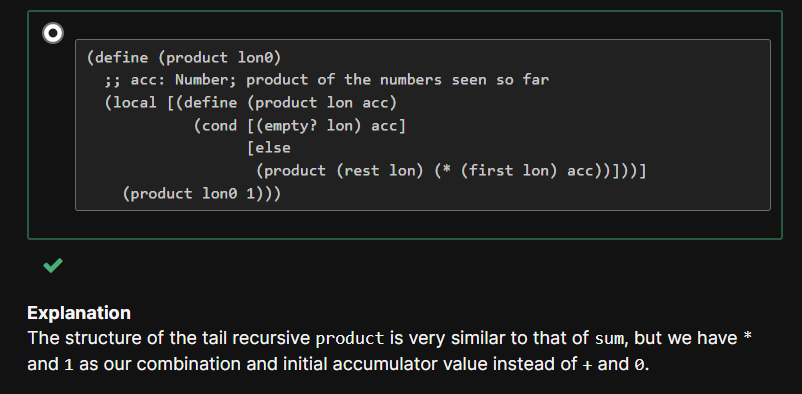 (define (product lon0)
  ;; acc: Number; product of the numbers seen so far
  (local [(define (product lon acc)
            (cond [(empty? lon) acc]
                  [else
                   (product (rest lon) (* (first lon) acc))]))]
    (product lon0 1)))
Explanation
The structure of the tail recursive product is very similar to that of sum, but we have *
and 1 as our combination and initial accumulator value instead of + and 0.